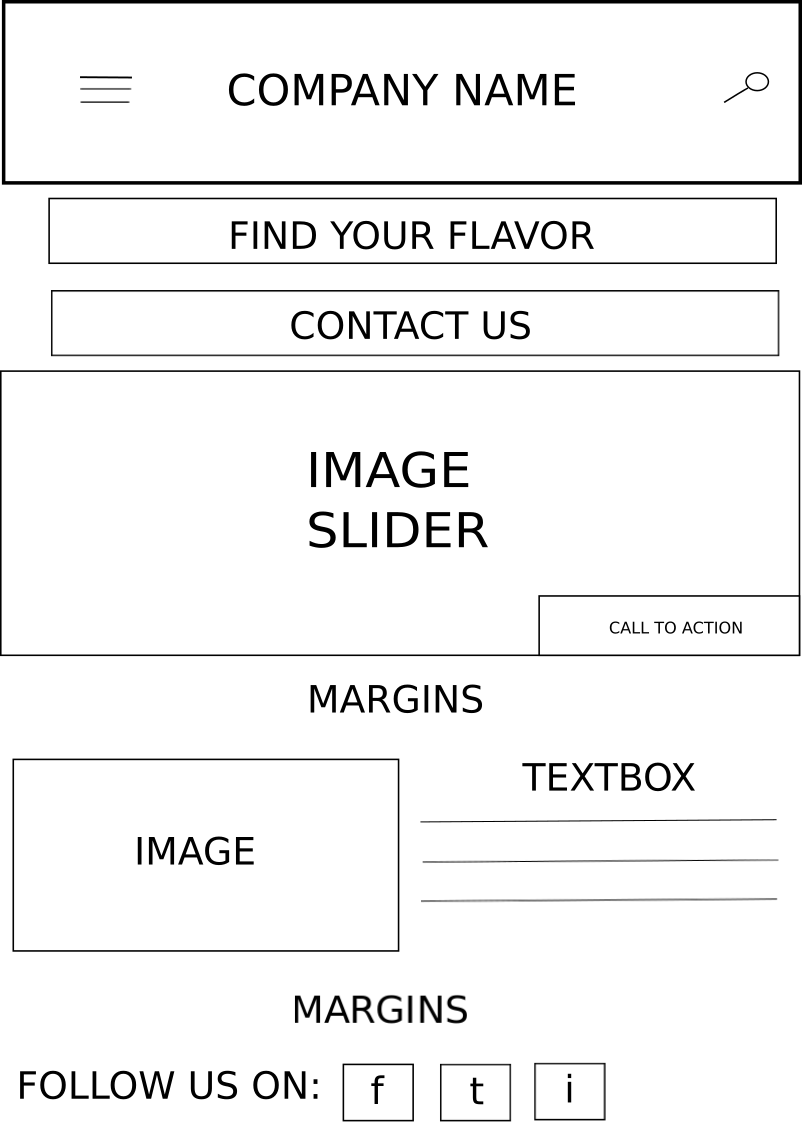 COMPANY NAME
FIND YOUR FLAVOR
CONTACT US
IMAGE
SLIDER
CALL TO ACTION
MARGINS
TEXTBOX
IMAGE
MARGINS
FOLLOW US ON: f t i